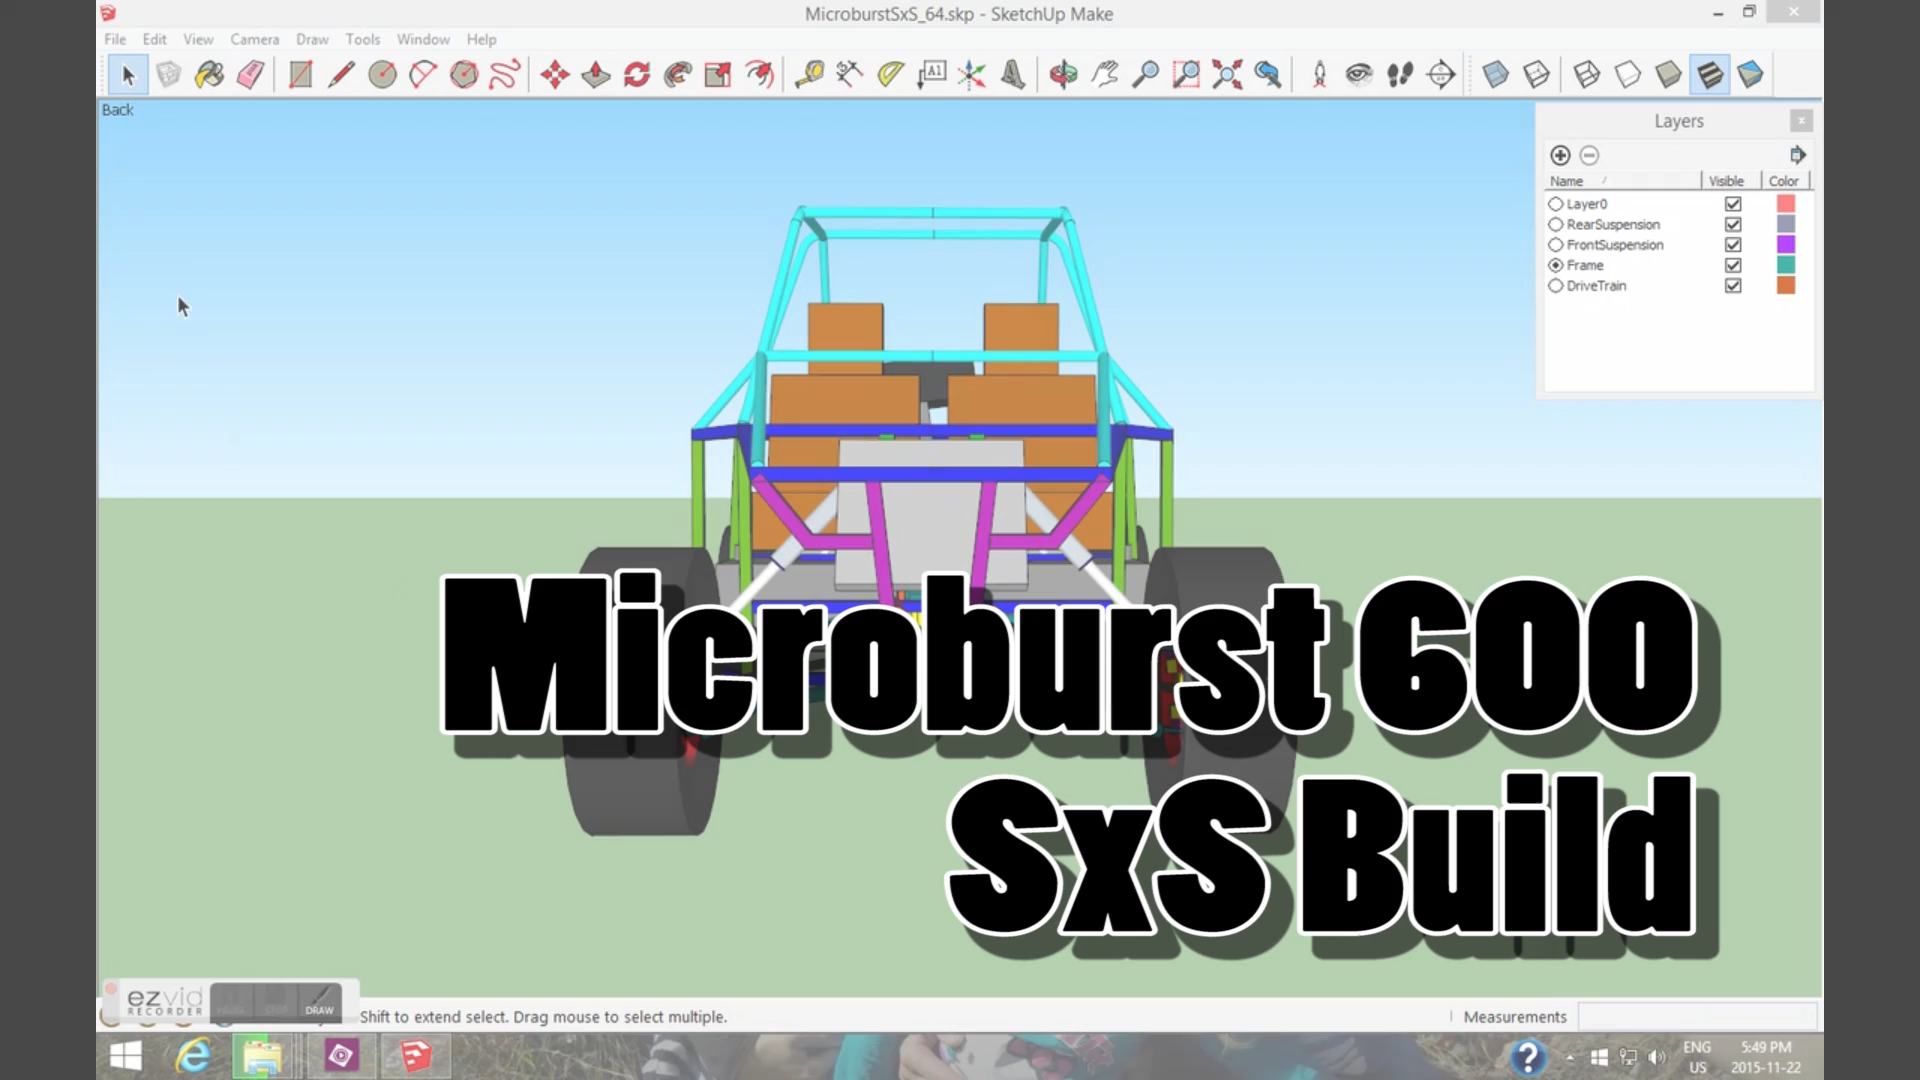 MicroburstSxS_64.skp - SketchUp Make
File Edit View Camera Draw Tools Window Help
A1
Back
Layers
Name Visible Color
Layer0
RearSuspension
FrontSuspension
Frame
DriveTrain
Microburst 600
SxS Build
ezvid
RECORDER
DRAW
Shift to extend select. Drag mouse to select multiple.
Measurements
ENG
US
5:49 PM
2015-11-22